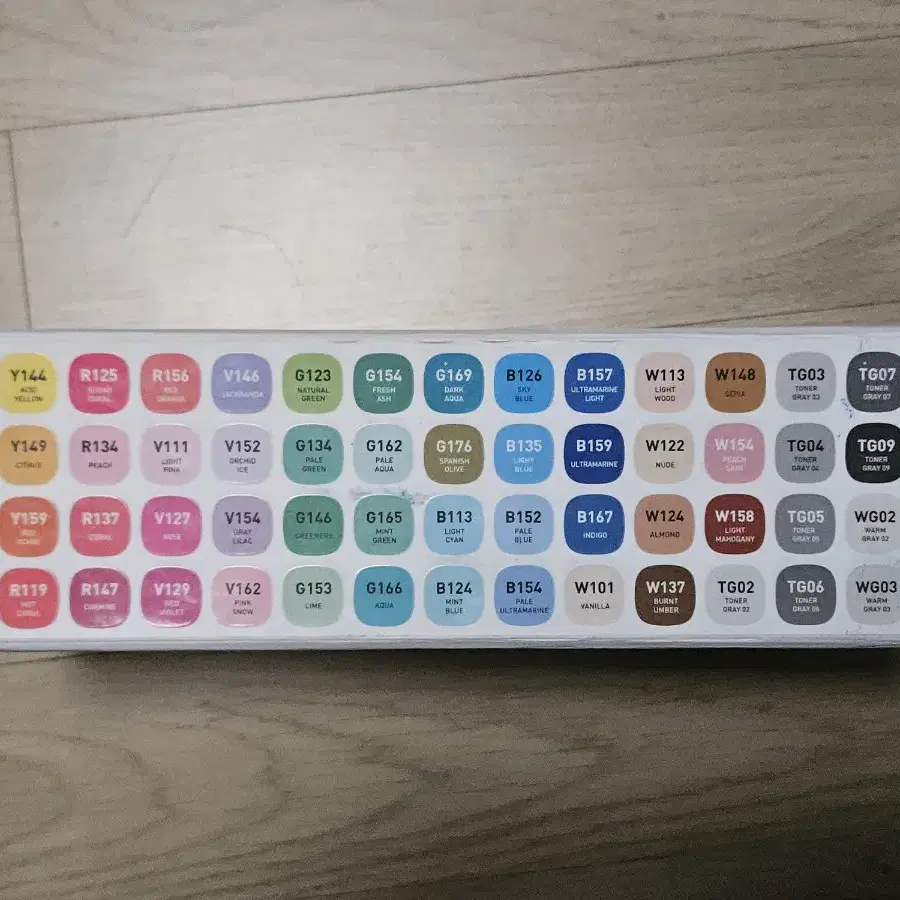 Y144
ACID
YELLOW
R125
CORAL
R156
RED
ORANGE
V146
JACARANDA
G123
NATURAL
GREEN
G154
FRESH
ASH
G169
DARK
AQUA
B126
SKY
BLUE
B157
ULTRAMARINE
LIGHT
W113
LIGHT
WOOD
W148
SEPIA
TG03
TONER
GRAY 03
TG07
TONER
GRAY 07
Y149
CITRUS
R134
PEACH
V111
LIGHT
PINK
V152
ORCHID
ICE
G134
PALE
GREEN
G162
PALE
AQUA
G176
SPANISH
OLIVE
B135
LIGHT
BLUE
B159
ULTRAMARINE
W122
NUDE
W154
PEACH
SKIN
TG04
TONER
GRAY 04
TG09
TONER
GRAY 09
Y159
R137
V127
ROSE
V154
GRAY
LILAC
G146
GREENERY
G165
MINT
GREEN
B113
LIGHT
CYAN
B152
PALE
BLUE
B167
INDIGO
W124
ALMOND
W158
LIGHT
MAHOGANY
TG05
TONER
GRAY 05
WG02
WARM
GRAY 02
R119
HOT
CORAL
R147
CARMINE
V129
RED
VIOLET
V162
PINK
SNOW
G153
LIME
G166
AQUA
B124
MINT
BLUE
B154
PALE
ULTRAMARINE
W101
VANILLA
W137
BURNT
UMBER
TG02
TONER
GRAY 02
TG06
TONER
GRAY 06
WG03
WARM
GRAY 03